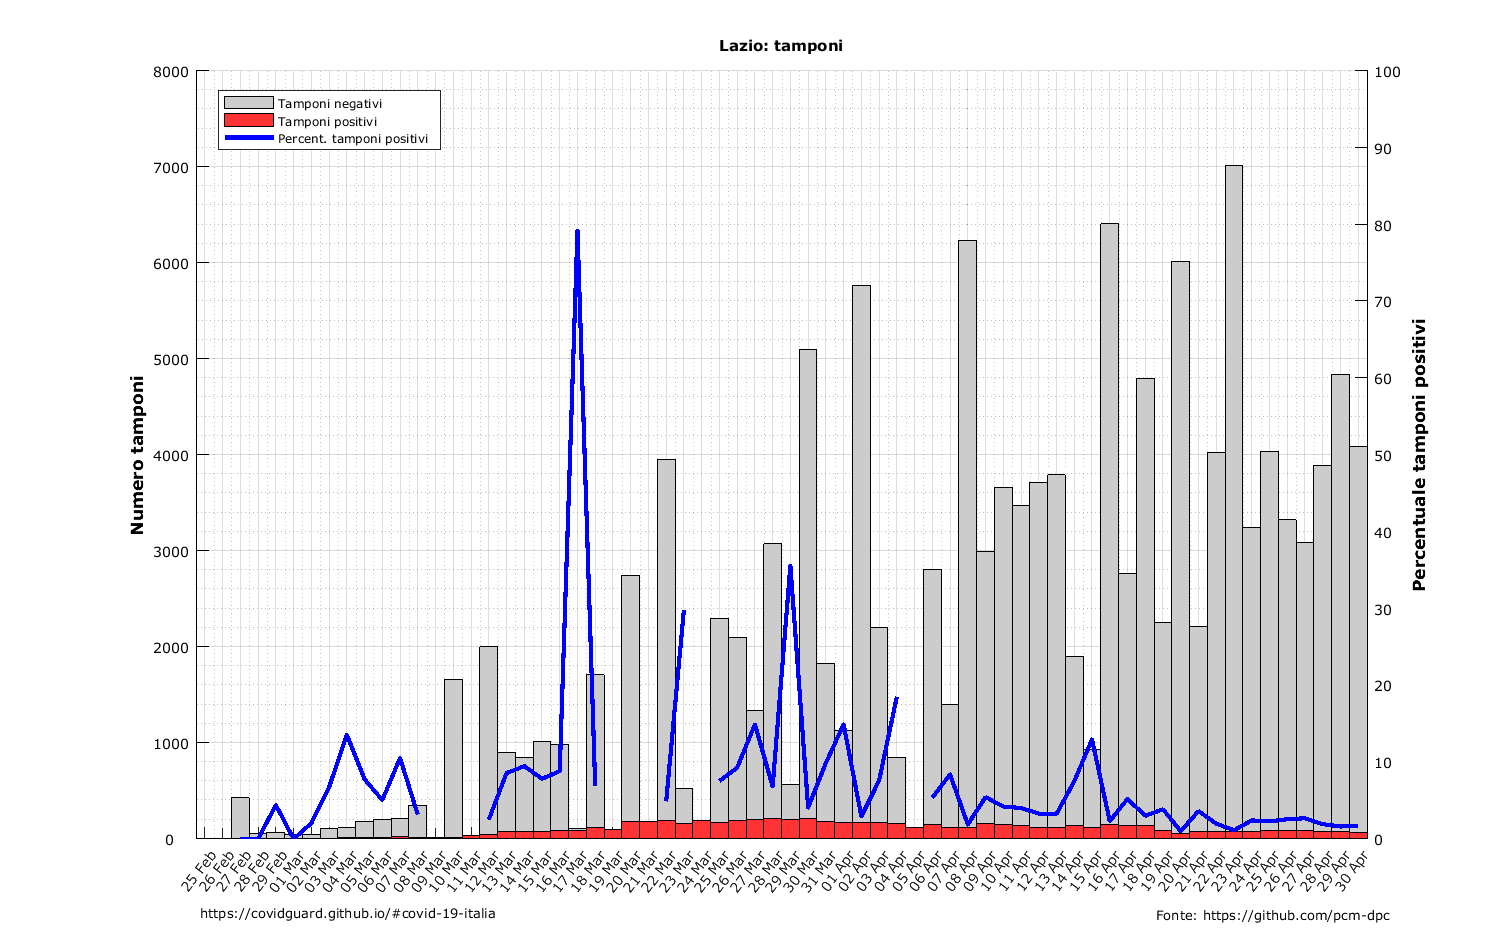 Lazio: tamponi
8000
7000
6000
5000
4000
3000
2000
1000
0
Numero tamponi
Tamponi negativi
Tamponi positivi
Percent. tamponi positivi
100
90
80
70
60
50
40
30
20
10
0
Percentuale tamponi positivi
25 Feb
26 Feb
27 Feb
28 Feb
29 Feb
01 Mar
02 Mar
03 Mar
04 Mar
05 Mar
06 Mar
07 Mar
08 Mar
09 Mar
10 Mar
11 Mar
12 Mar
13 Mar
14 Mar
15 Mar
16 Mar
17 Mar
18 Mar
19 Mar
20 Mar
21 Mar
22 Mar
23 Mar
24 Mar
25 Mar
26 Mar
27 Mar
28 Mar
29 Mar
30 Mar
31 Mar
01 Apr
02 Apr
03 Apr
04 Apr
05 Apr
06 Apr
07 Apr
08 Apr
09 Apr
10 Apr
11 Apr
12 Apr
13 Apr
14 Apr
15 Apr
16 Apr
17 Apr
18 Apr
19 Apr
20 Apr
21 Apr
22 Apr
23 Apr
24 Apr
25 Apr
26 Apr
27 Apr
28 Apr
29 Apr
30 Apr
https://covidguard.github.io/#covid-19-italia
Fonte: https://github.com/pcm-dpc